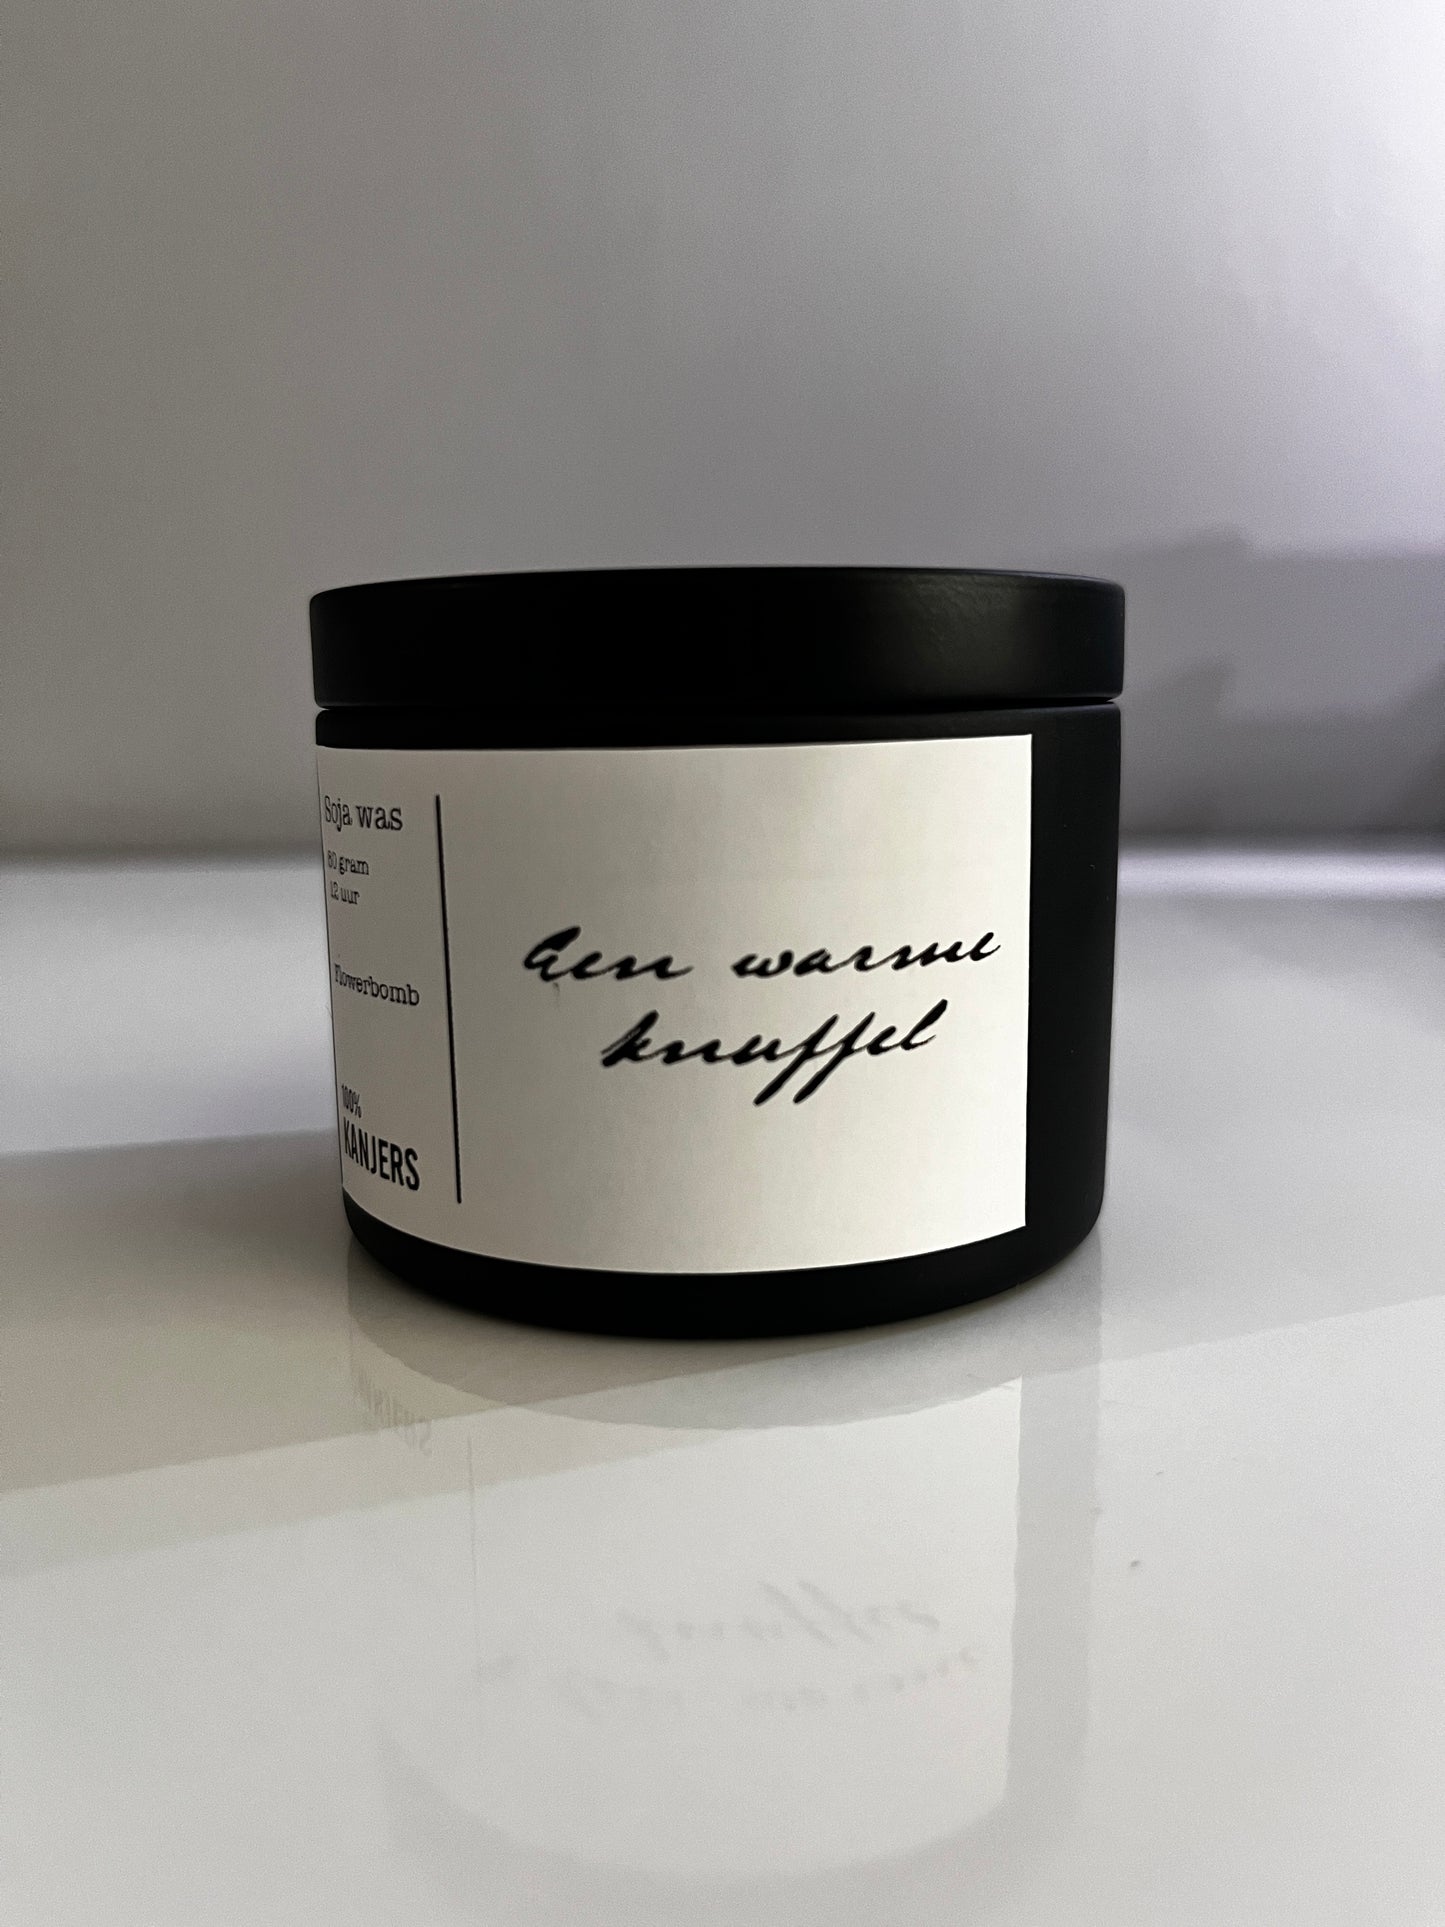 Soja was
80 gram
12 uur
Flowerbomb
100%
KANJERS
Een warme
knuffel